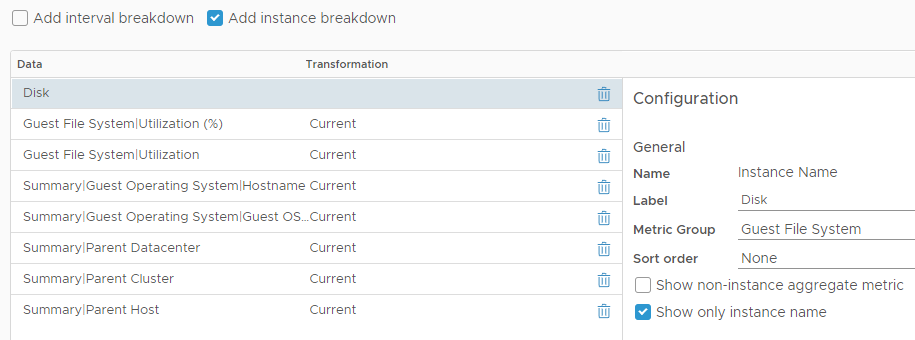 Add interval breakdown Add instance breakdown
Data Transformation
Disk
Guest File System|Utilization (%) Current
Guest File System|Utilization Current
Summary|Guest Operating System|Hostname Current
Summary|Guest Operating System|Guest OS... Current
Summary|Parent Datacenter Current
Summary|Parent Cluster Current
Summary|Parent Host Current
Configuration
General
Name Instance Name
Label Disk
Metric Group Guest File System
Sort order None
Show non-instance aggregate metric
Show only instance name